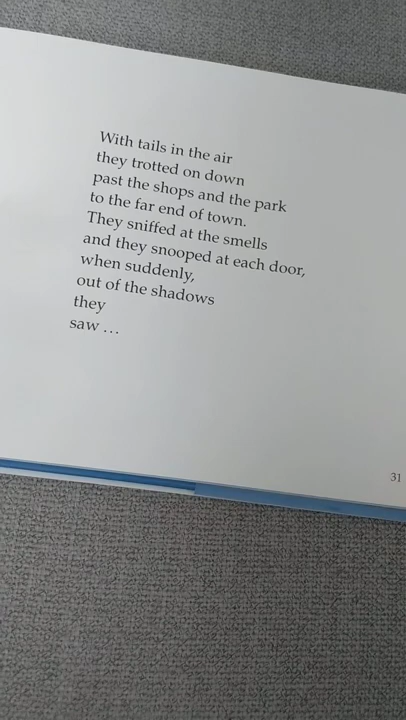 With tails in the air
they trotted on down
past the shops and the park
to the far end of town.
They sniffed at the smells
and they snooped at each door,
when suddenly,
out of the shadows
they
saw ...
31